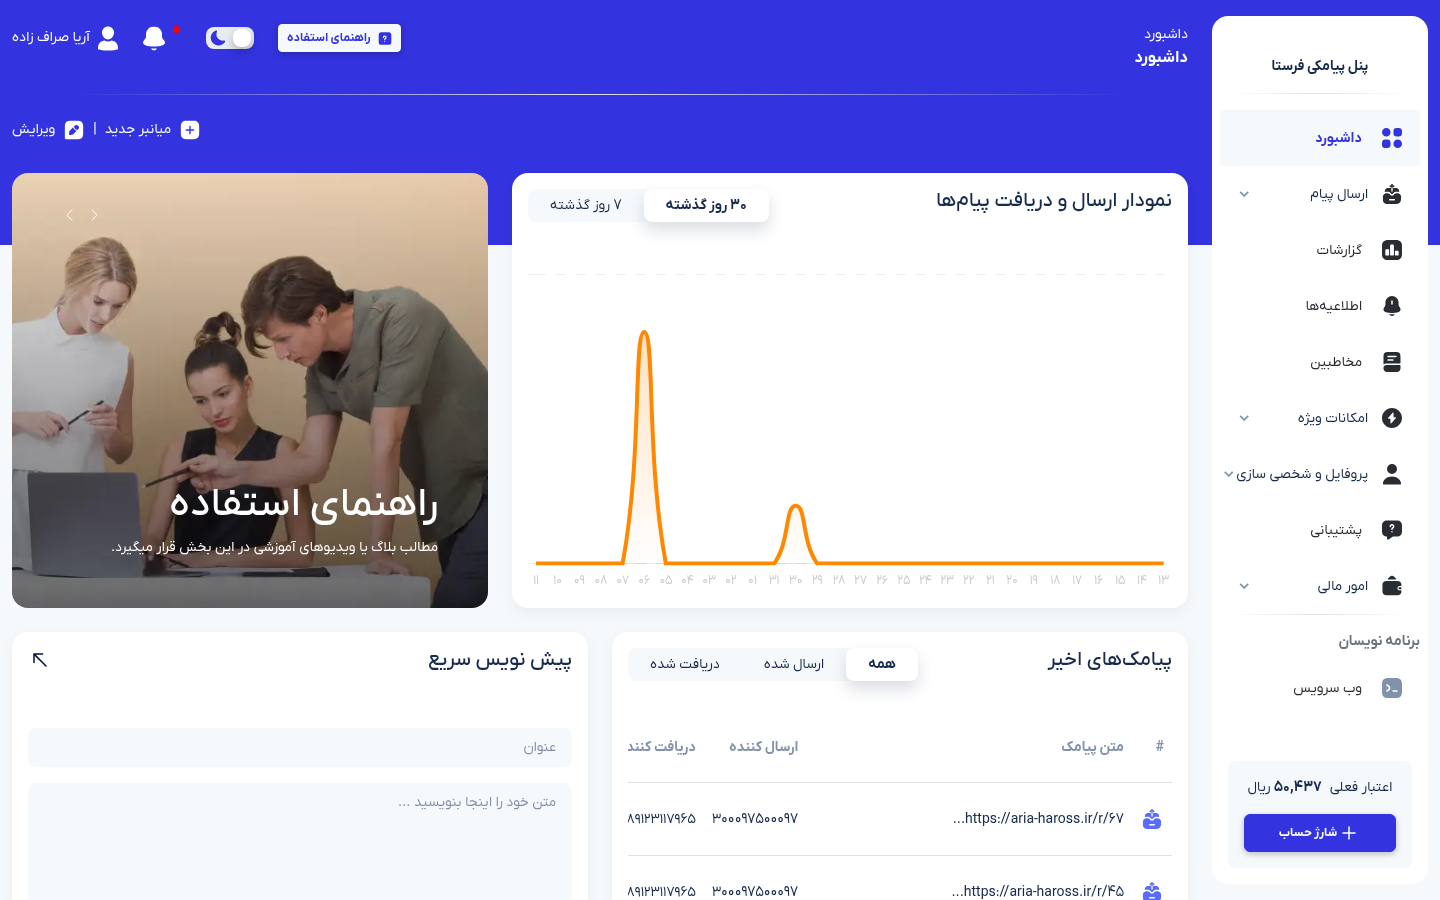 پنل پیامکی فرستا
داشبورد
ارسال پیام
گزارشات
اطلاعیه‌ها
مخاطبین
امکانات ویژه
پروفایل و شخصی سازی
پشتیبانی
امور مالی
برنامه نویسان
وب سرویس
اعتبار فعلی ۵۰,۴۳۷ ریال
شارژ حساب
داشبورد
داشبورد
راهنمای استفاده
آریا صراف زاده
میانبر جدید | ویرایش
نمودار ارسال و دریافت پیام‌ها
۳۰ روز گذشته
۷ روز گذشته
۱۱ ۱۰ ۰۹ ۰۸ ۰۷ ۰۶ ۰۵ ۰۴ ۰۳ ۰۲ ۰۱ ۳۱ ۳۰ ۲۹ ۲۸ ۲۷ ۲۶ ۲۵ ۲۴ ۲۳ ۲۲ ۲۱ ۲۰ ۱۹ ۱۸ ۱۷ ۱۶ ۱۵ ۱۴ ۱۳
راهنمای استفاده
مطالب بلاگ یا ویدیوهای آموزشی در این بخش قرار میگیرد.
پیامک‌های اخیر
همه
ارسال شده
دریافت شده
# متن پیامک ارسال کننده دریافت کنند
https://aria-haross.ir/r/۶۷... ۳۰۰۰۹۷۵۰۰۰۹۷ ۸۹۱۲۳۱۱۷۹۶۵
https://aria-haross.ir/r/۴۵... ۳۰۰۰۹۷۵۰۰۰۹۷ ۸۹۱۲۳۱۱۷۹۶۵
پیش نویس سریع
عنوان
متن خود را اینجا بنویسید ...